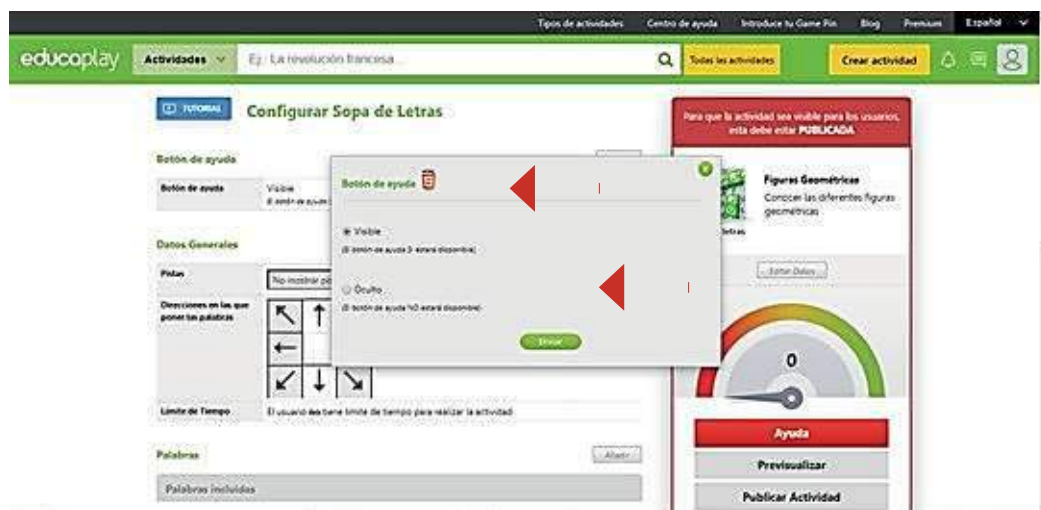 Tipos de actividades Centro de ayuda Introduce tu Game Pin Blog Premium Español
educaplay Actividades Ej.: La revolución francesa... Todas las actividades Crear actividad
TUTORIAL Configurar Sopa de Letras
Para que la actividad sea visible para los usuarios,
esta debe estar PUBLICADA
Botón de ayuda
Botón de ayuda Visible
El botón de ayuda
Botón de ayuda
Visible
(El botón de ayuda SI estará disponible)
Oculto
(El botón de ayuda NO estará disponible)
Enviar
Figuras Geométricas
Conocer las diferentes figuras
geométricas
letras
Editar Datos
Datos Generales
Pistas No mostrar
Direcciones en las que
poner las palabras
Límite de Tiempo El usuario no tiene límite de tiempo para realizar la actividad
Palabras Añadir
Palabras incluidas
0
Ayuda
Previsualizar
Publicar Actividad